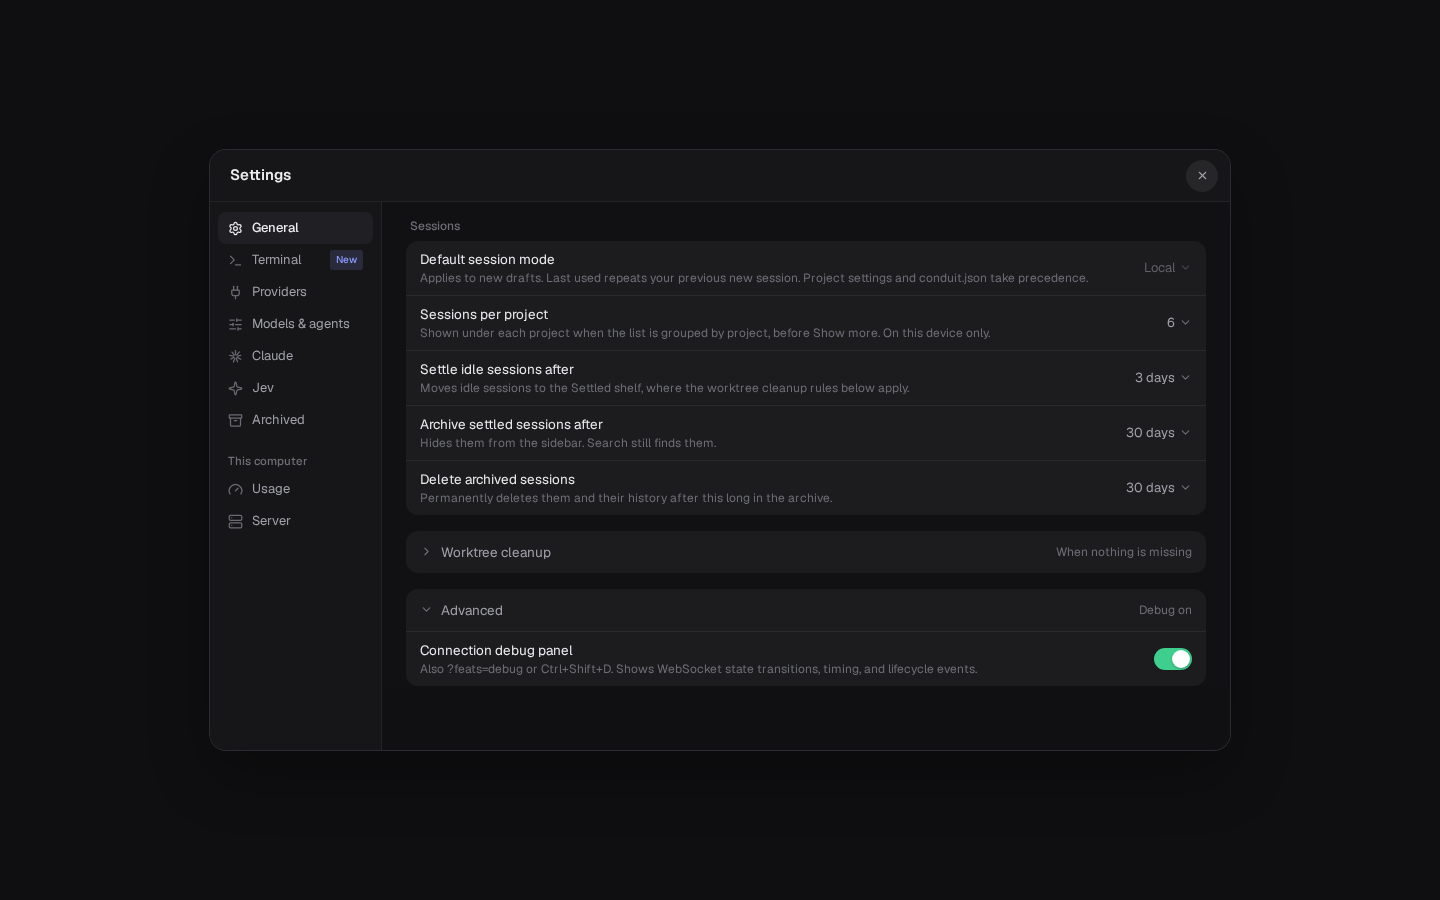 Settings
General
Terminal New
Providers
Models & agents
Claude
Jev
Archived
This computer
Usage
Server
Sessions
Default session mode
Applies to new drafts. Last used repeats your previous new session. Project settings and conduit.json take precedence.
Local
Sessions per project
Shown under each project when the list is grouped by project, before Show more. On this device only.
6
Settle idle sessions after
Moves idle sessions to the Settled shelf, where the worktree cleanup rules below apply.
3 days
Archive settled sessions after
Hides them from the sidebar. Search still finds them.
30 days
Delete archived sessions
Permanently deletes them and their history after this long in the archive.
30 days
Worktree cleanup
When nothing is missing
Advanced
Debug on
Connection debug panel
Also ?feats=debug or Ctrl+Shift+D. Shows WebSocket state transitions, timing, and lifecycle events.